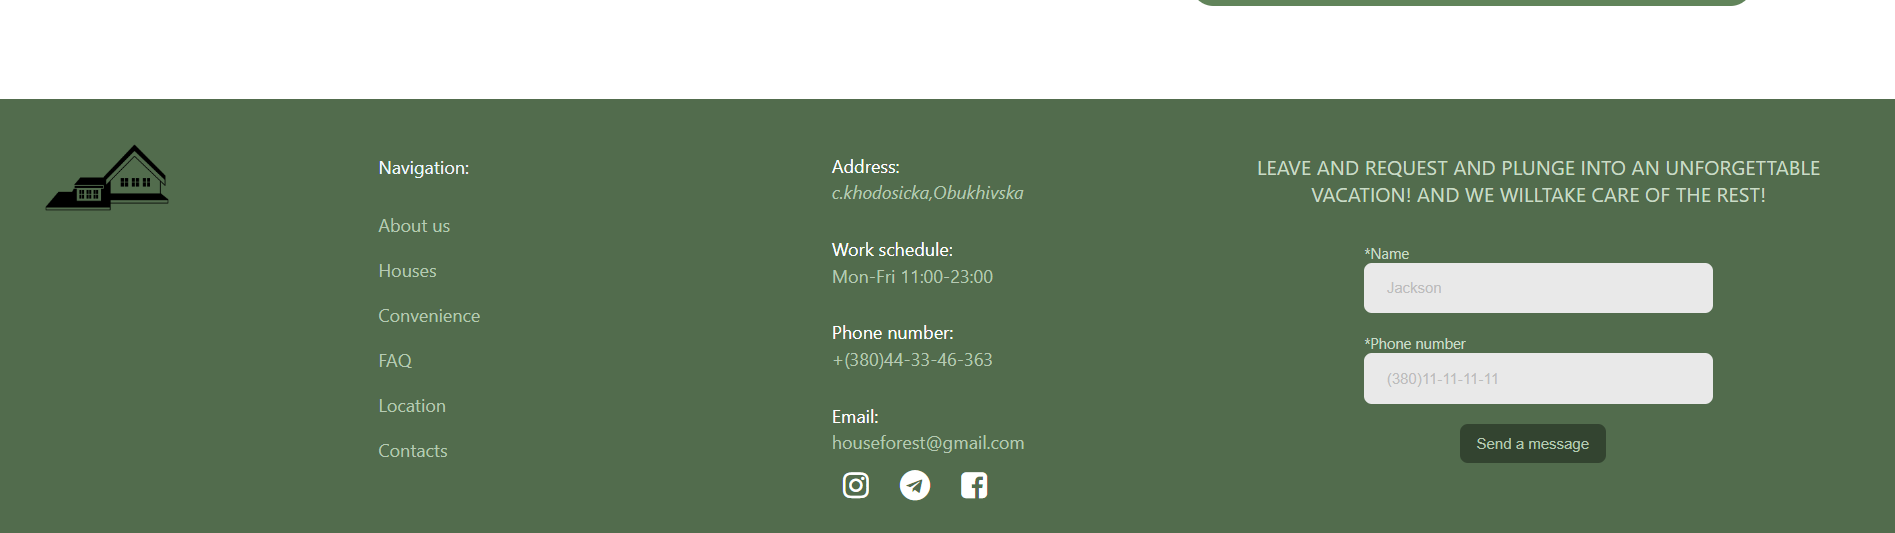 Navigation:
About us
Houses
Convenience
FAQ
Location
Contacts
Address:
c.khodosicka,Obukhivska
Work schedule:
Mon-Fri 11:00-23:00
Phone number:
+(380)44-33-46-363
Email:
houseforest@gmail.com
LEAVE AND REQUEST AND PLUNGE INTO AN UNFORGETTABLE
VACATION! AND WE WILLTAKE CARE OF THE REST!
*Name
Jackson
*Phone number
(380)11-11-11-11
Send a message